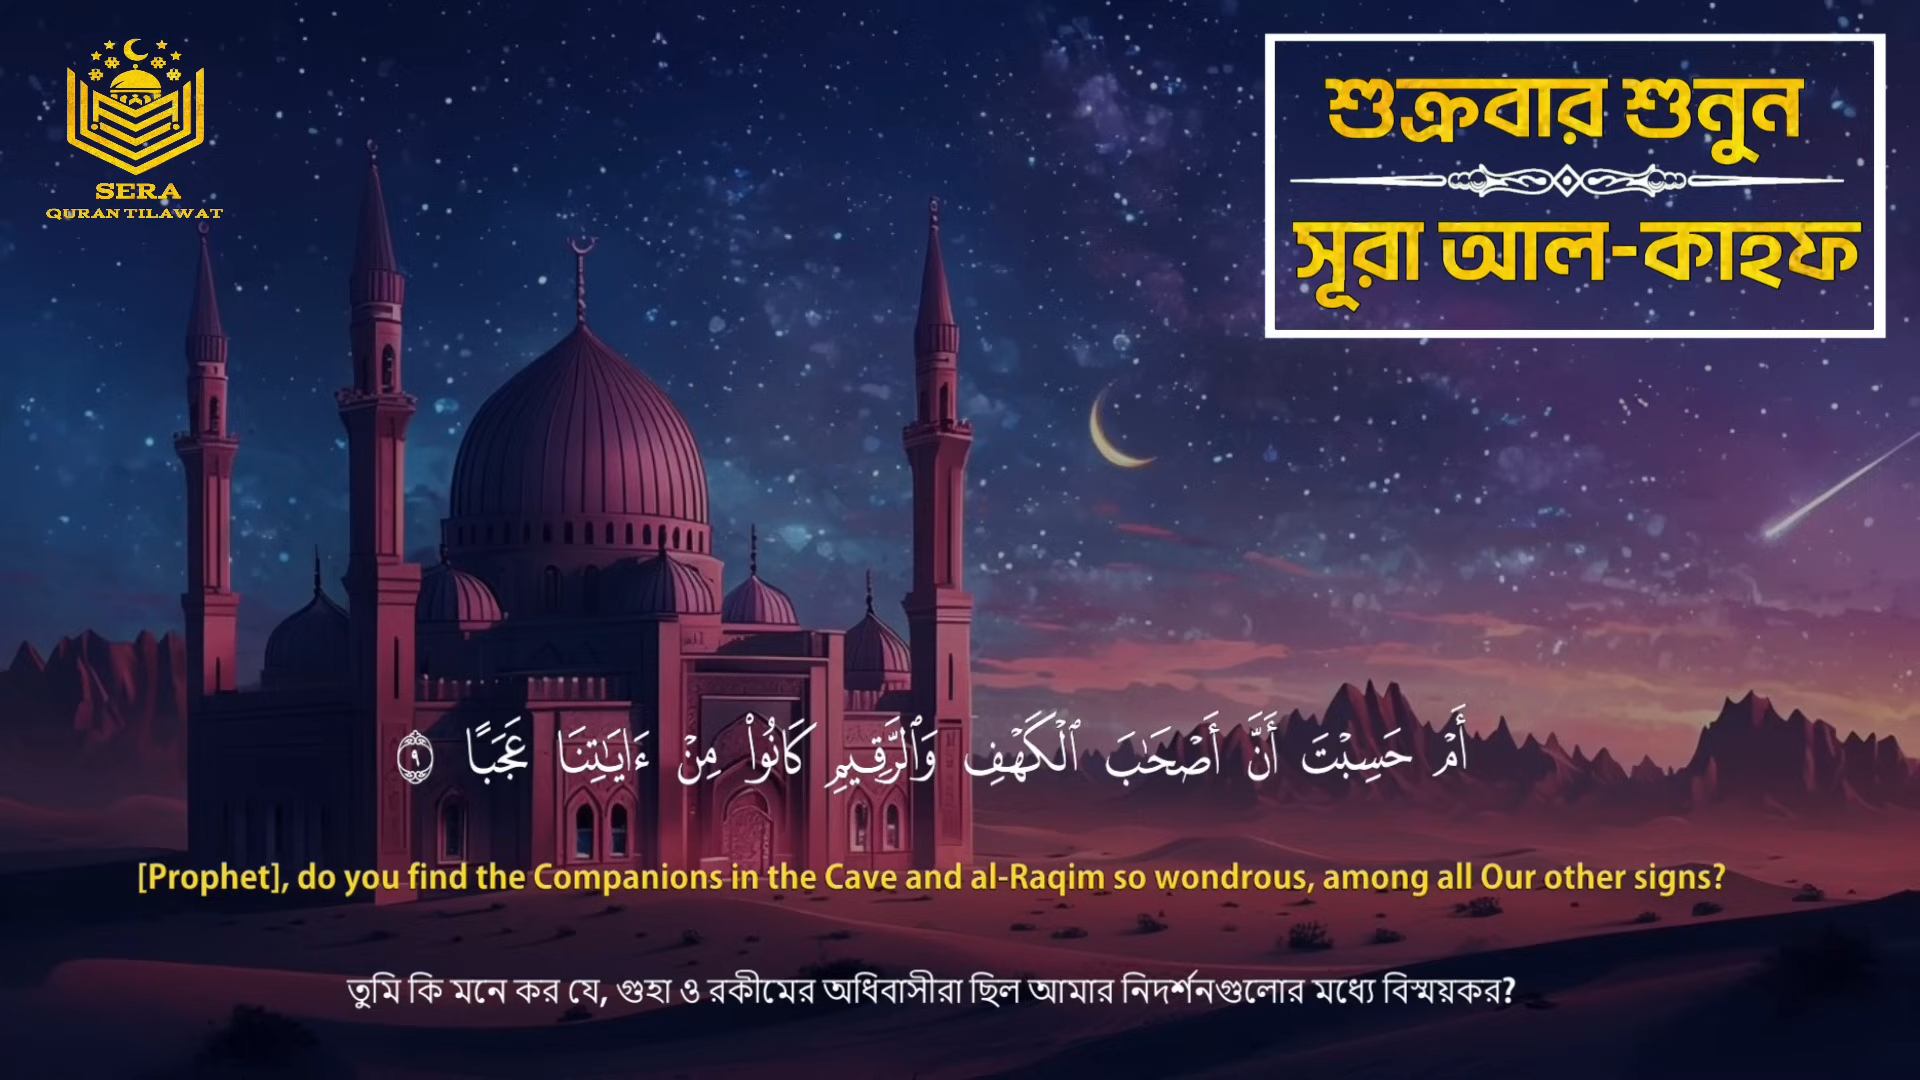 SERA
QURAN TILAWAT
শুক্রবার শুনুন
সূরা আল-কাহফ
أَمْ حَسِبْتَ أَنَّ أَصْحَٰبَ ٱلْكَهْفِ وَٱلرَّقِيمِ كَانُوا۟ مِنْ ءَايَٰتِنَا عَجَبًا ٩
[Prophet], do you find the Companions in the Cave and al-Raqim so wondrous, among all Our other signs?
তুমি কি মনে কর যে, গুহা ও রকীমের অধিবাসীরা ছিল আমার নিদর্শনগুলোর মধ্যে বিস্ময়কর?